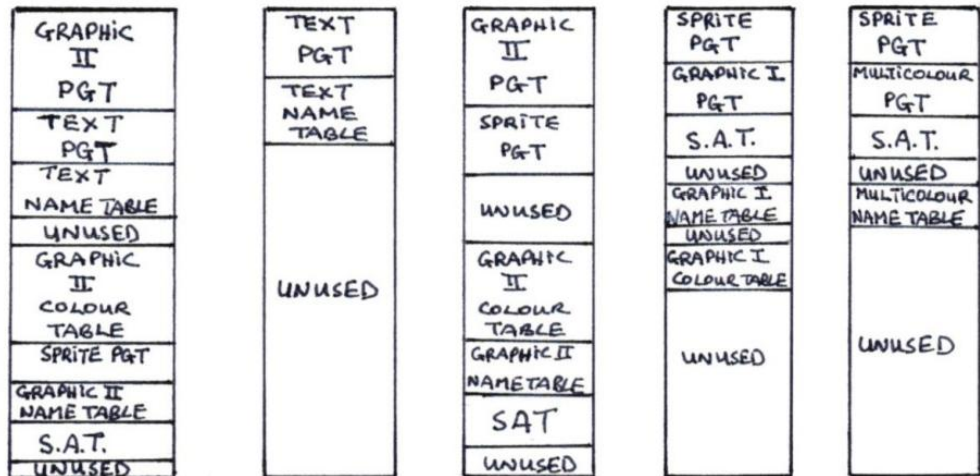 GRAPHIC
II
PGT
TEXT
PGT
TEXT
NAME TABLE
UNUSED
GRAPHIC
II
COLOUR
TABLE
SPRITE PGT
GRAPHIC II
NAME TABLE
S.A.T.
UNUSED
TEXT
PGT
TEXT
NAME
TABLE
UNUSED
GRAPHIC
II
PGT
SPRITE
PGT
UNUSED
GRAPHIC
II
COLOUR
TABLE
GRAPHIC II
NAMETABLE
SAT
UNUSED
SPRITE
PGT
GRAPHIC I
PGT
S.A.T.
UNUSED
GRAPHIC I
NAME TABLE
UNUSED
GRAPHIC I
COLOUR TABLE
UNUSED
SPRITE
PGT
MULTICOLOUR
PGT
S.A.T.
UNUSED
MULTICOLOUR
NAME TABLE
UNUSED